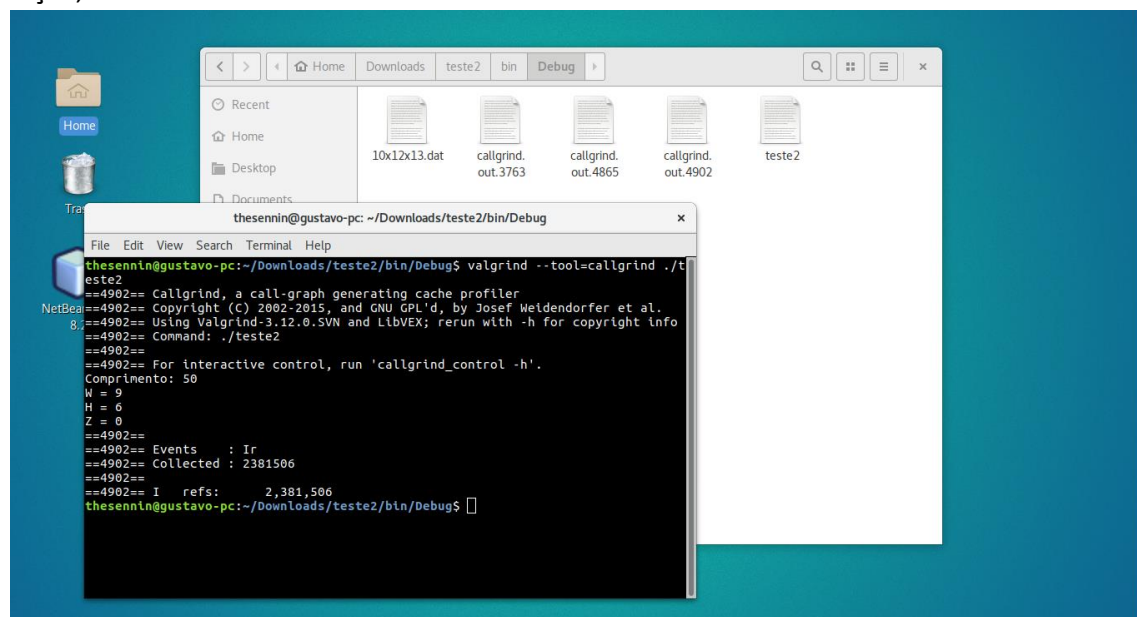 Home Downloads teste2 bin Debug
Recent
Home
Desktop
Documents
10x12x13.dat
callgrind.
out.3763
callgrind.
out.4865
callgrind.
out.4902
teste2
Home
Tras
NetBea
8.2
thesennin@gustavo-pc: ~/Downloads/teste2/bin/Debug
File Edit View Search Terminal Help
thesennin@gustavo-pc:~/Downloads/teste2/bin/Debug$ valgrind --tool=callgrind ./t
este2
==4902== Callgrind, a call-graph generating cache profiler
==4902== Copyright (C) 2002-2015, and GNU GPL'd, by Josef Weidendorfer et al.
==4902== Using Valgrind-3.12.0.SVN and LibVEX; rerun with -h for copyright info
==4902== Command: ./teste2
==4902==
==4902== For interactive control, run 'callgrind_control -h'.
Comprimento: 50
W = 9
H = 6
Z = 0
==4902==
==4902== Events    : Ir
==4902== Collected : 2381506
==4902==
==4902== I   refs:      2,381,506
thesennin@gustavo-pc:~/Downloads/teste2/bin/Debug$